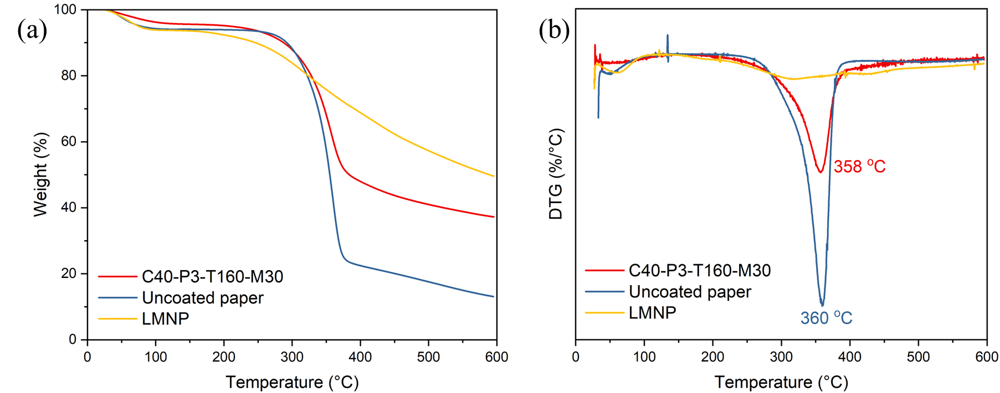 (a)
100
80
60
40
20
0
Weight (%)
C40-P3-T160-M30
Uncoated paper
LMNP
0 100 200 300 400 500 600
Temperature (°C)
(b)
DTG (%/°C)
358 °C
C40-P3-T160-M30
Uncoated paper
LMNP
360 °C
0 100 200 300 400 500 600
Temperature (°C)